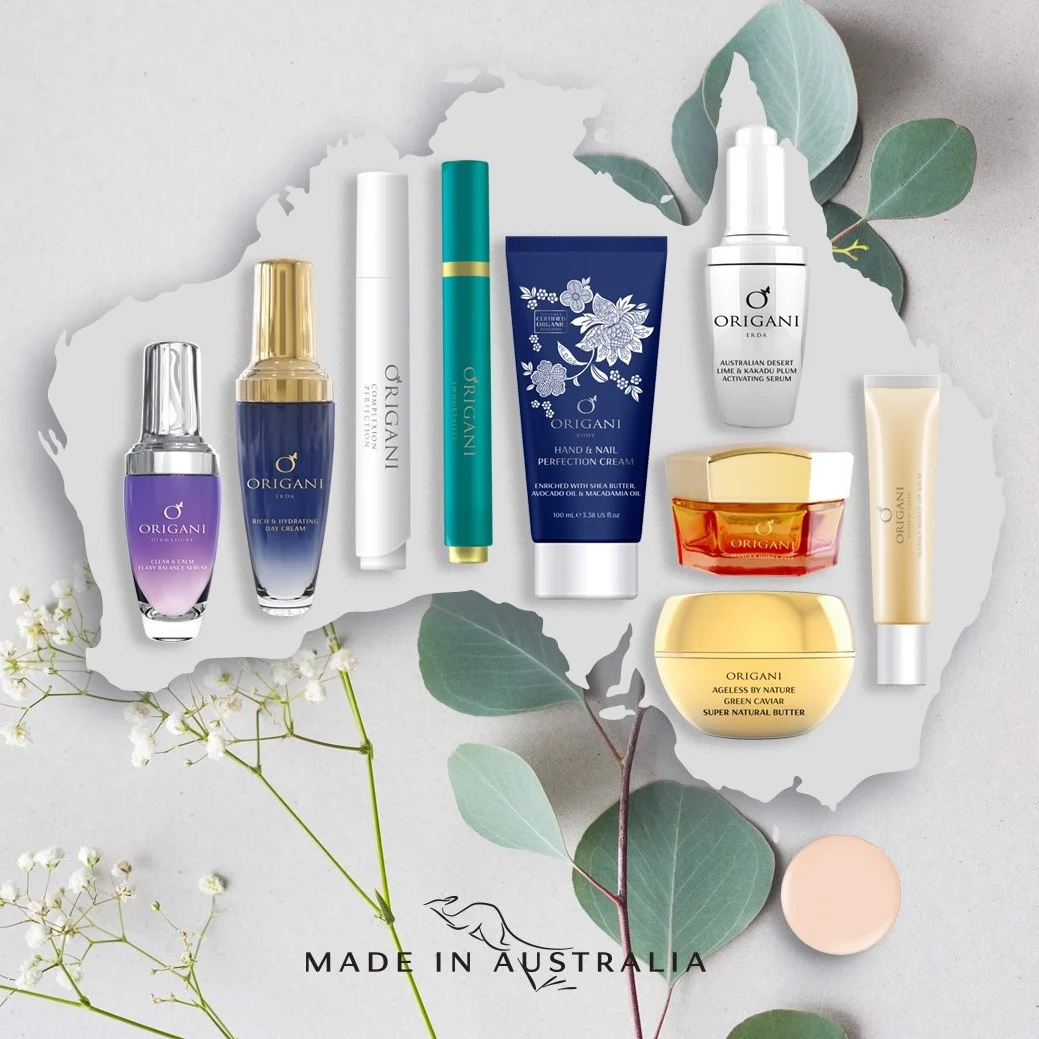 ORIGANI
DERMASSURE
CLEAR & CALM
FLAXY BALANCE SERUM
ORIGANI
ERDA
RICH & HYDRATING
DAY CREAM
ORIGANI
COMPLEXION
PERFECTION
ORIGANI
CERTIFIED
ORGANIC
ORIGANI
BODY
HAND & NAIL
PERFECTION CREAM
ENRICHED WITH SHEA BUTTER,
AVOCADO OIL & MACADAMIA OIL
100 mL ℮ 3.38 US fl.oz
ORIGANI
ERDA
AUSTRALIAN DESERT
LIME & KAKADU PLUM
ACTIVATING SERUM
ORIGANI
ORIGANI
ORIGANI
AGELESS BY NATURE
GREEN CAVIAR
SUPER NATURAL BUTTER
MADE IN AUSTRALIA